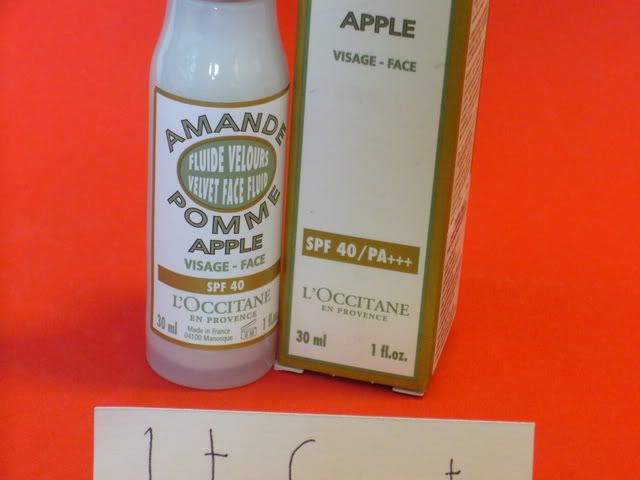 AMANDE
FLUIDE VELOURS
VELVET FACE FLUID
POMME
APPLE
VISAGE - FACE
SPF 40
L'OCCITANE
EN PROVENCE
30 ml
Made in France
04100 Manosque
1 fl.
APPLE
VISAGE - FACE
SPF 40/PA+++
L'OCCITANE
EN PROVENCE
30 ml 1 fl.oz.